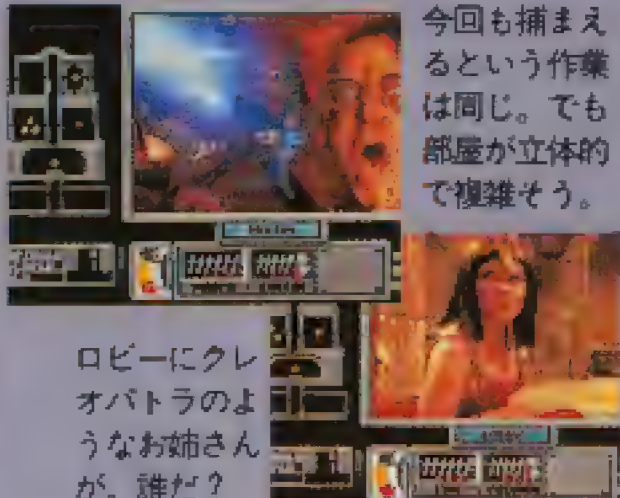 今回も捕まえ
るという作業
は同じ。でも
部屋が立体的
で複雑そう。
ロビーにクレ
オパトラのよ
うなお姉さん
が。誰だ？